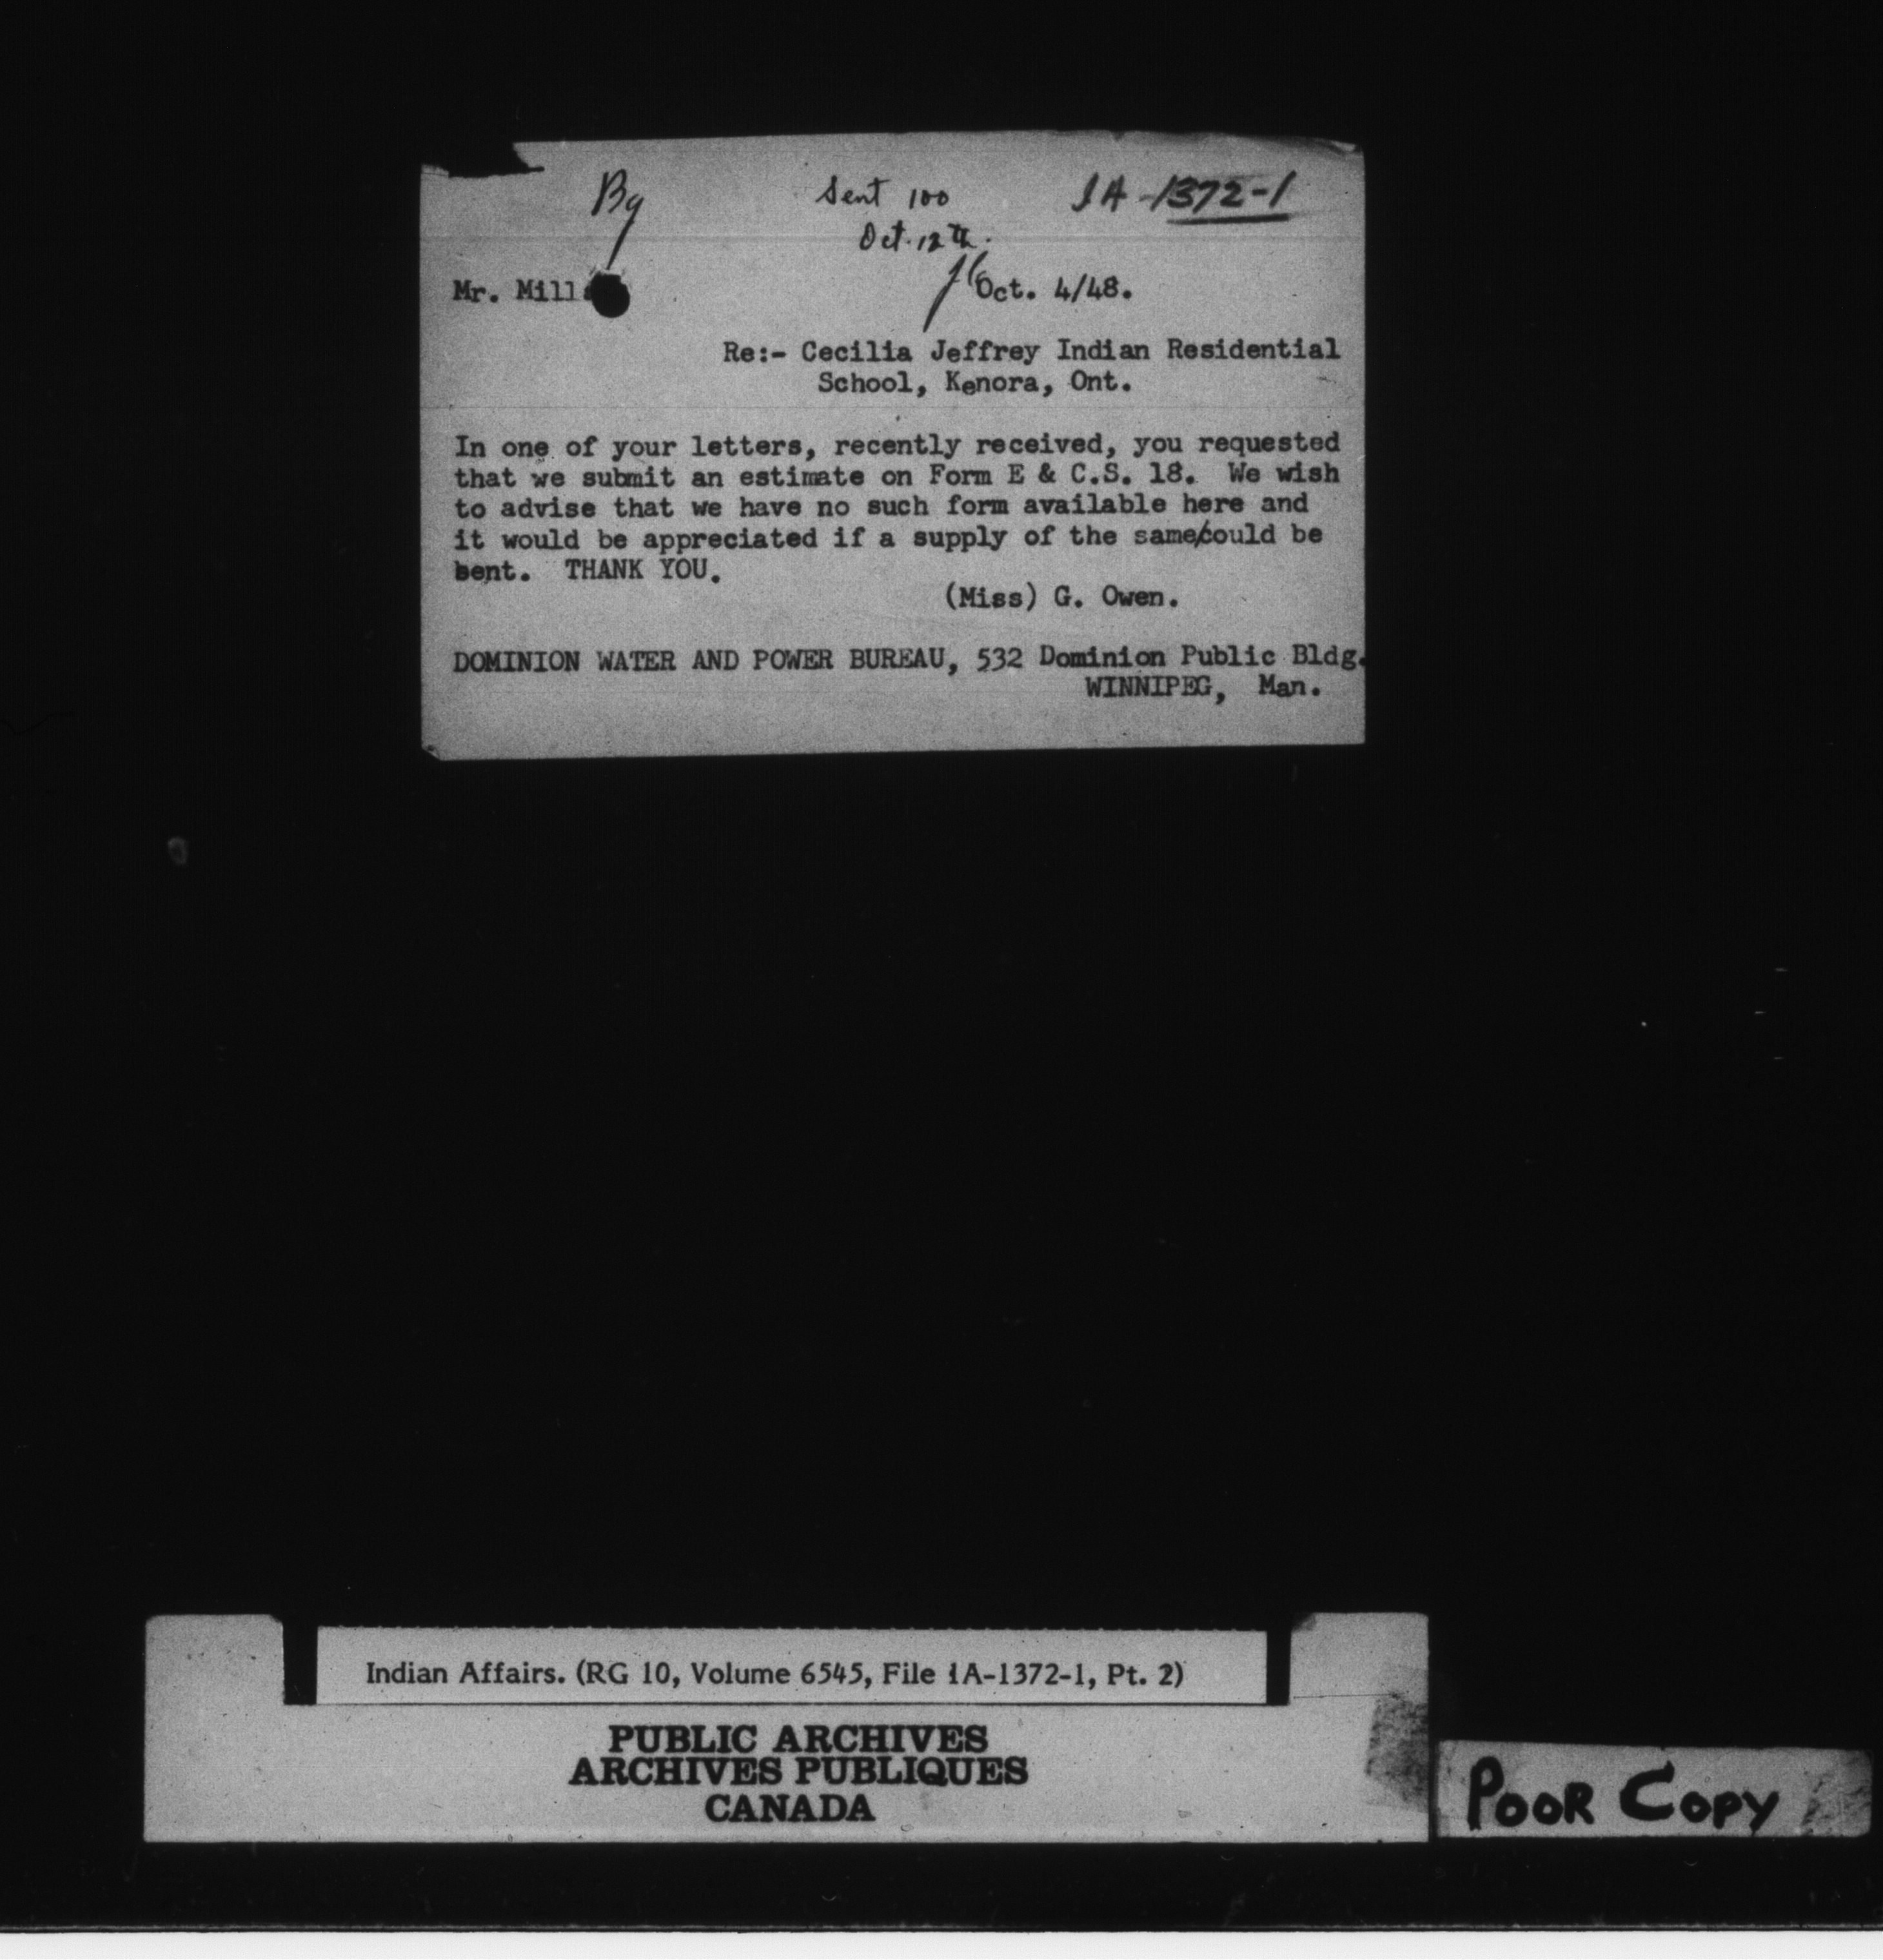 By
Sent 100
Oct. 12th.
IA-1372-1
Mr. Mill
Oct. 4/48.
Re:- Cecilia Jeffrey Indian Residential
School, Kenora, Ont.
In one of your letters, recently received, you requested
that we submit an estimate on Form E & C.S. 18. We wish
to advise that we have no such form available here and
it would be appreciated if a supply of the same/could be
sent. THANK YOU.
(Miss) G. Owen.
DOMINION WATER AND POWER BUREAU, 532 Dominion Public Bldg.
WINNIPEG, Man.
Indian Affairs. (RG 10, Volume 6545, File 1A-1372-1, Pt. 2)
PUBLIC ARCHIVES
ARCHIVES PUBLIQUES
CANADA
POOR COPY